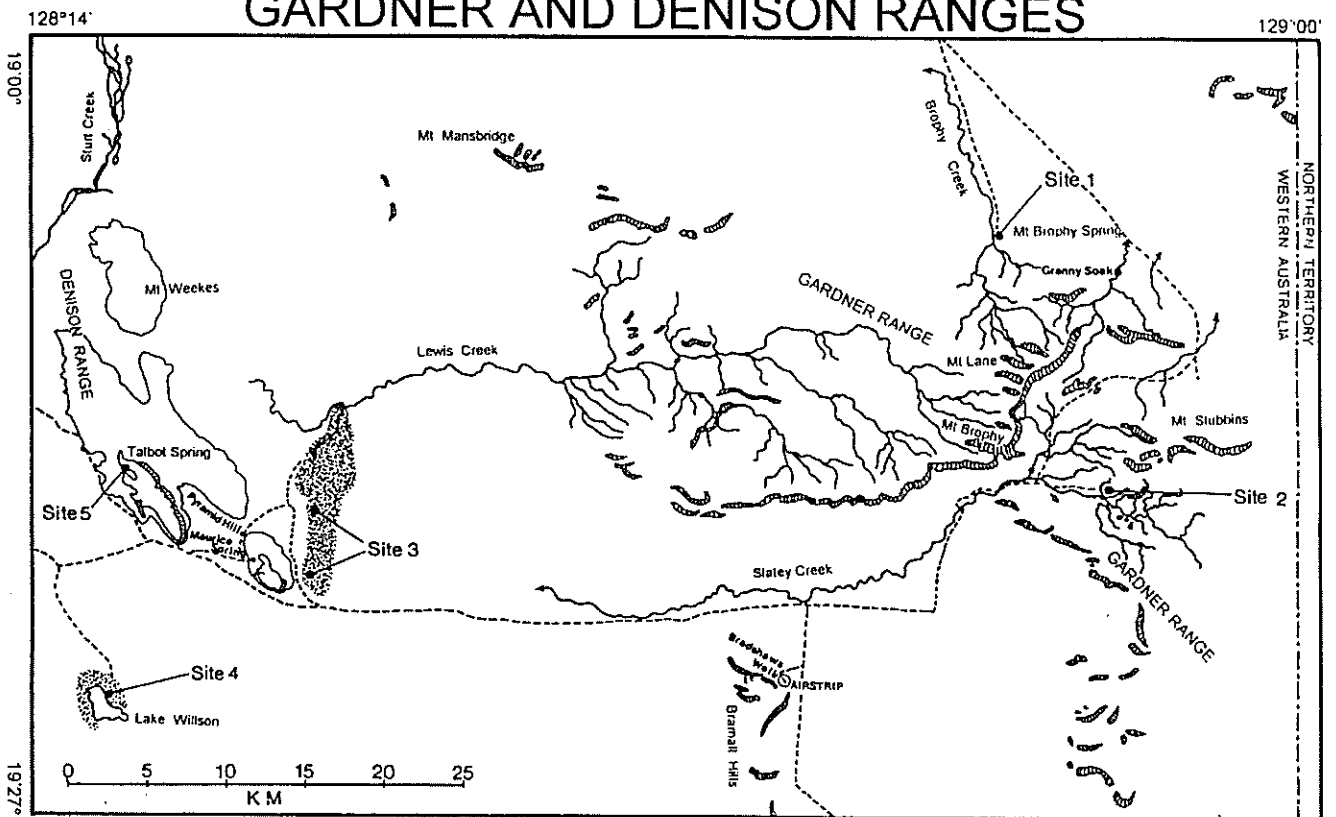 GARDNER AND DENISON RANGES
128°14'
129°00'
19°00"
Sturt Creek
Mt Mansbridge
Brophy
Creek
Site 1
NORTHERN TERRITORY
WESTERN AUSTRALIA
Mt Brophy Spring
Granny Soak
Mt Weekes
DENISON RANGE
GARDNER RANGE
Lewis Creek
Mt Lane
Mt Stubbins
Mt Brophy
Talbot Spring
Site 5
Site 2
Hill
Maurice
Spring
Site 3
Slatey Creek
GARDNER RANGE
Bradshaws
Well
AIRSTRIP
Site 4
Lake Willson
Bramall Hills
0 5 10 15 20 25
KM
19°27"